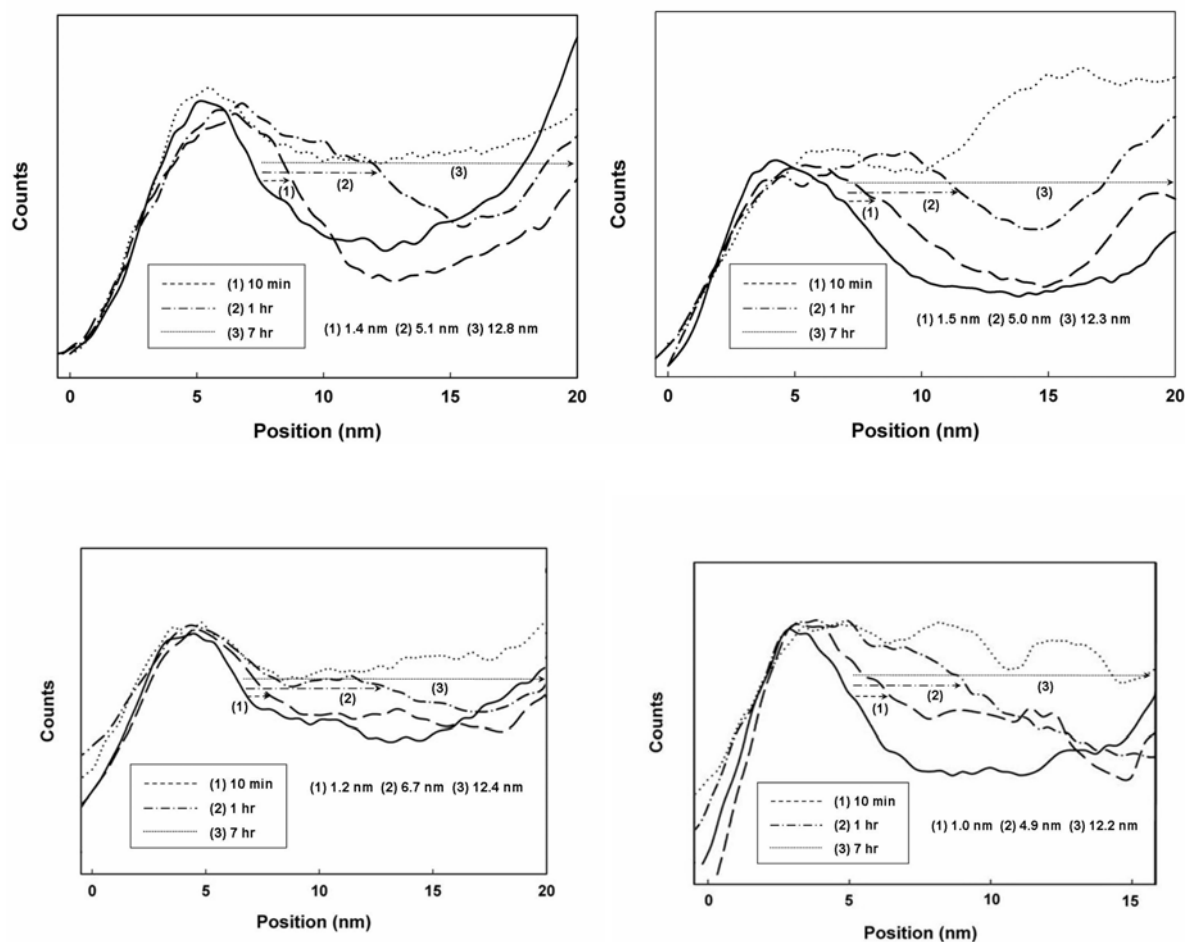 Counts
(1)
(2)
(3)
(1) 10 min
(2) 1 hr
(3) 7 hr
(1) 1.4 nm (2) 5.1 nm (3) 12.8 nm
0 5 10 15 20
Position (nm)
Counts
(1)
(2)
(3)
(1) 10 min
(2) 1 hr
(3) 7 hr
(1) 1.5 nm (2) 5.0 nm (3) 12.3 nm
0 5 10 15 20
Position (nm)
Counts
(1)
(2)
(3)
(1) 10 min
(2) 1 hr
(3) 7 hr
(1) 1.2 nm (2) 6.7 nm (3) 12.4 nm
0 5 10 15 20
Position (nm)
Counts
(1)
(2)
(3)
(1) 10 min
(2) 1 hr
(3) 7 hr
(1) 1.0 nm (2) 4.9 nm (3) 12.2 nm
0 5 10 15
Position (nm)